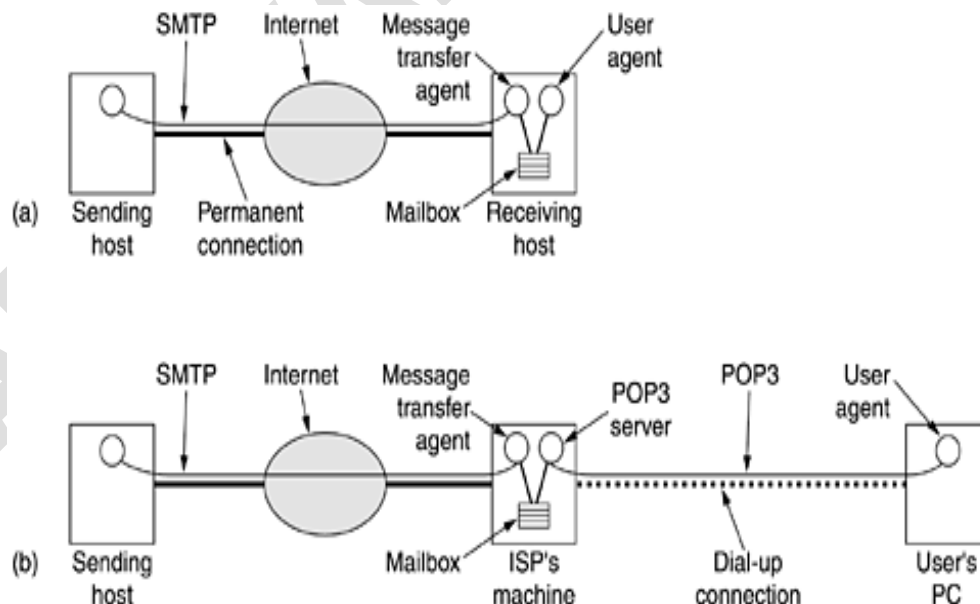 SMTP
Internet
Message
transfer
agent
User
agent
(a)
Sending
host
Permanent
connection
Mailbox
Receiving
host
SMTP
Internet
Message
transfer
agent
POP3
server
POP3
User
agent
(b)
Sending
host
Mailbox
ISP's
machine
Dial-up
connection
User's
PC